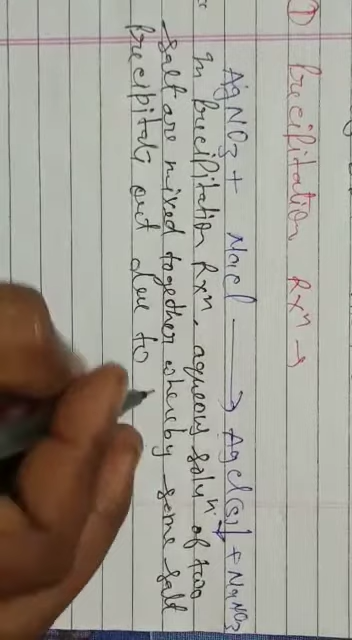 ① Precipitation Rxⁿ →
AgNO3 + NaCl ⟶ AgCl(s)↓ + NaNO3
In Precipitation Rxⁿ, aqueous soluⁿ of two
salt are mixed together whereby some salt
Precipitate out due to